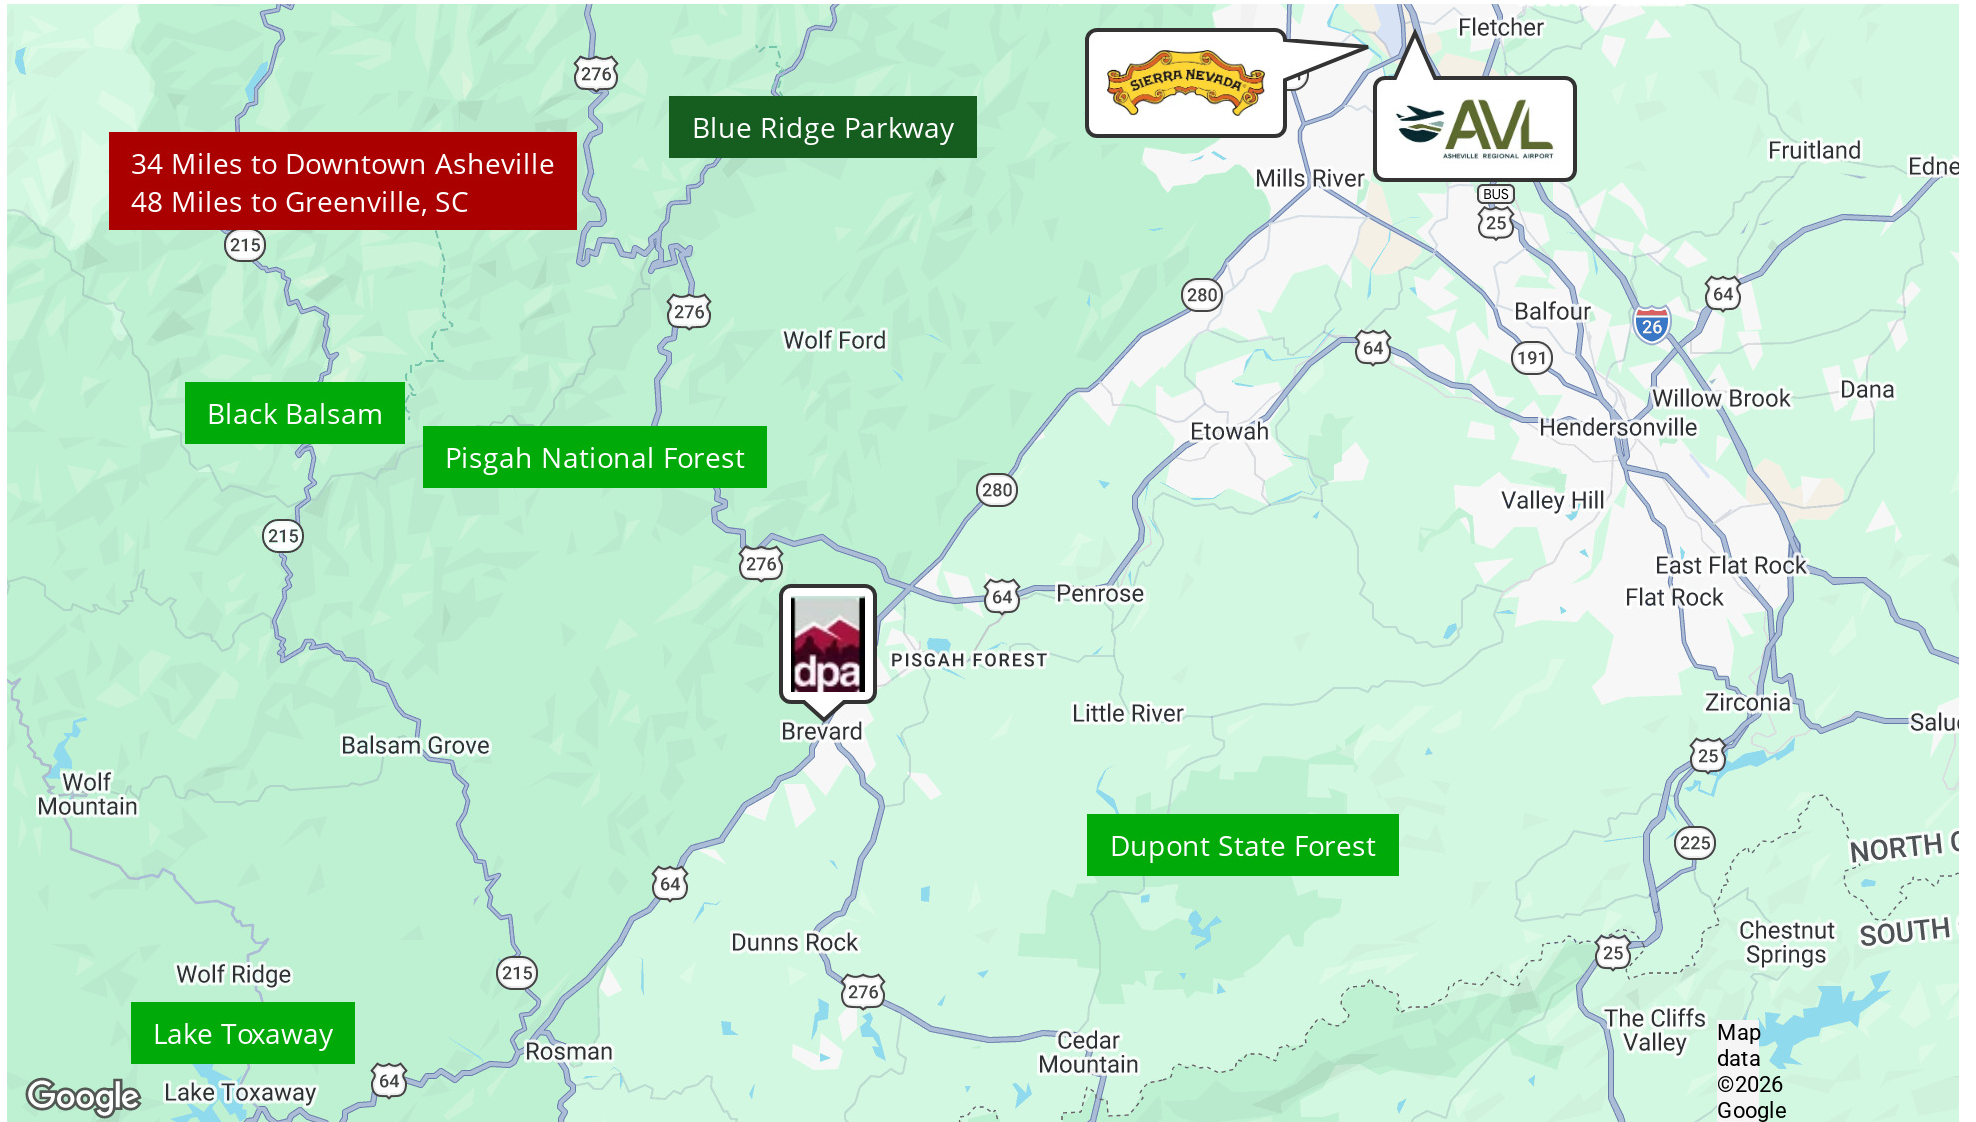 Fletcher
276
SIERRA NEVADA
Blue Ridge Parkway
AVL
ASHEVILLE REGIONAL AIRPORT
34 Miles to Downtown Asheville
48 Miles to Greenville, SC
Fruitland
Edne
Mills River
BUS
25
215
280
64
276
Balfour
26
Wolf Ford
64
191
Black Balsam
Willow Brook
Dana
Hendersonville
Etowah
Pisgah National Forest
280
Valley Hill
215
276
East Flat Rock
64
Penrose
Flat Rock
dpa
PISGAH FOREST
Zirconia
Little River
Brevard
Salu
Balsam Grove
25
Wolf
Mountain
Dupont State Forest
225
NORTH C
64
Dunns Rock
Chestnut
Springs
SOUTH
25
Wolf Ridge
215
276
Lake Toxaway
The Cliffs
Valley
Rosman
Cedar
Mountain
64
Google
Lake Toxaway
Map
data
©2026
Google